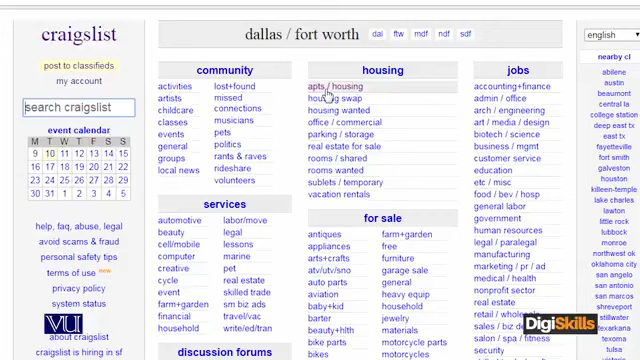 craigslist
post to classifieds
my account
search craigslist
event calendar
M T W T F S S
9 10 11 12 13 14 15
16 17 18 19 20 21 22
23 24 25 26 27 28 29
30 31 1 2 3 4 5
help, faq, abuse, legal
avoid scams & fraud
personal safety tips
terms of use new
privacy policy
system status
VU
about craigslist
craigslist is hiring in sf
dallas / fort worth dal ftw mdf ndf sdf
community
activities
artists
childcare
classes
events
general
groups
local news
lost+found
missed
connections
musicians
pets
politics
rants & raves
rideshare
volunteers
services
automotive
beauty
cell/mobile
computer
creative
cycle
event
farm+garden
financial
household
labor/move
legal
lessons
marine
pet
real estate
skilled trade
sm biz ads
travel/vac
write/ed/tran
discussion forums
housing
apts / housing
housing swap
housing wanted
office / commercial
parking / storage
real estate for sale
rooms / shared
rooms wanted
sublets / temporary
vacation rentals
for sale
antiques
appliances
arts+crafts
atv/utv/sno
auto parts
aviation
baby+kid
barter
beauty+hlth
bike parts
bikes
farm+garden
free
furniture
garage sale
general
heavy equip
household
jewelry
materials
motorcycle parts
motorcycles
jobs
accounting+finance
admin / office
arch / engineering
art / media / design
biotech / science
business / mgmt
customer service
education
etc / misc
food / bev / hosp
general labor
government
human resources
legal / paralegal
manufacturing
marketing / pr / ad
medical / health
nonprofit sector
real estate
retail / wholesale
sales / biz d
salon / spa / fitness
security
DigiSkills
english
nearby cl
abilene
austin
beaumont
central la
college station
deep east tx
east tx
fayetteville
fort smith
galveston
houston
killeen-temple
lake charles
lawton
little rock
lubbock
monroe
northwest ok
oklahoma city
san angelo
san antonio
san marcos
shreveport
stillwater
texarkana
texoma
tulsa